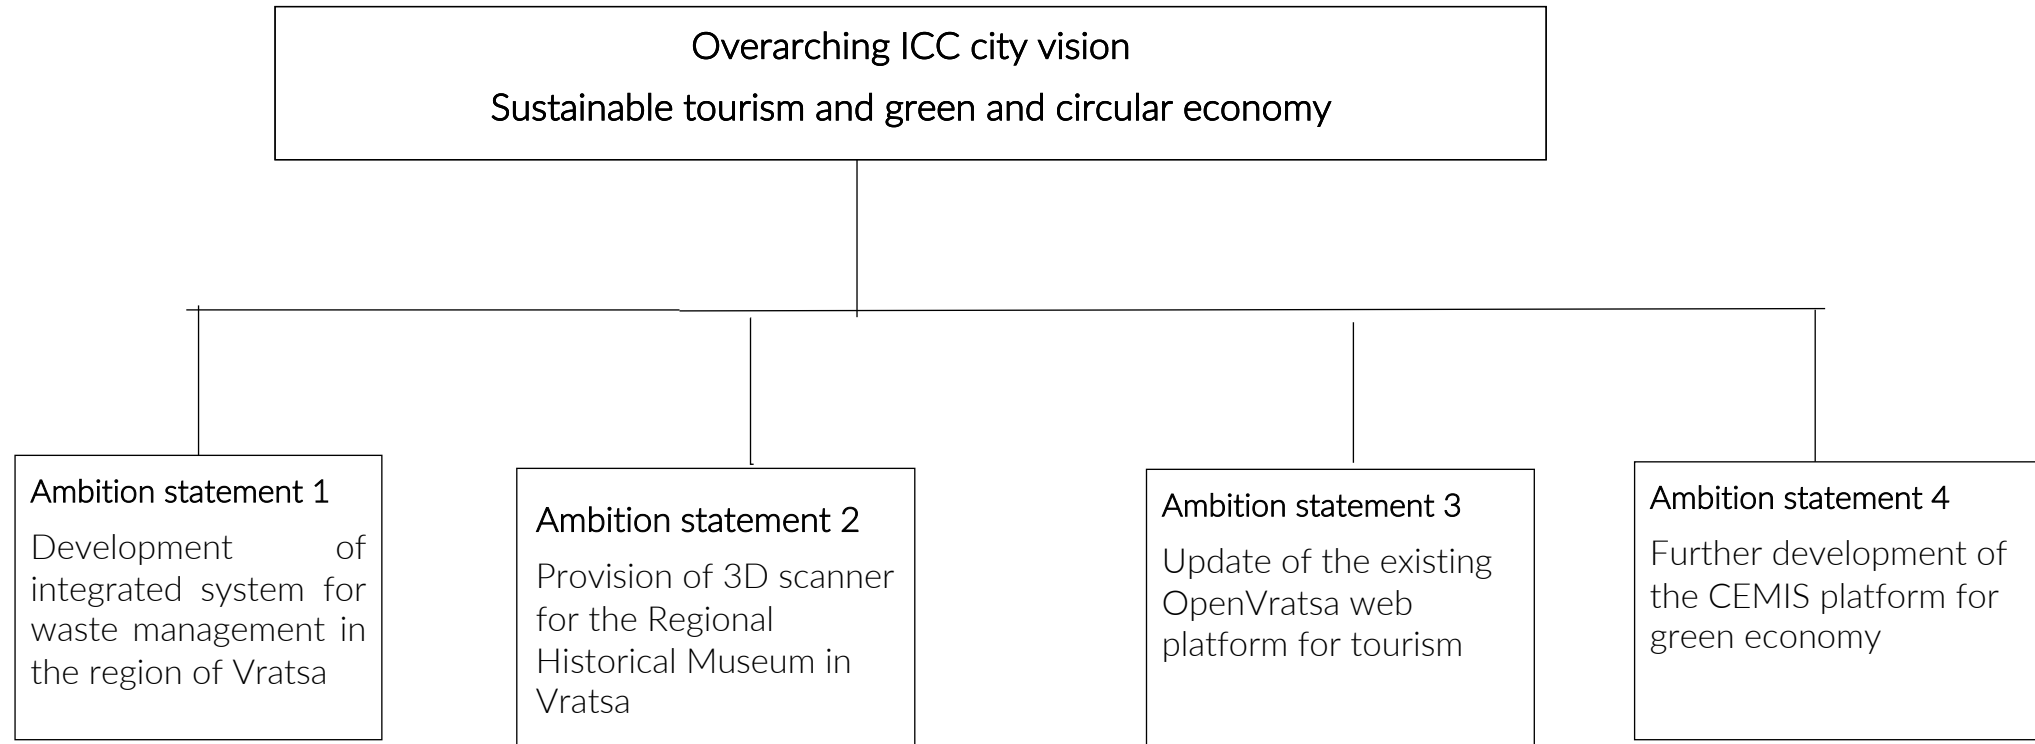 Overarching ICC city vision
Sustainable tourism and green and circular economy
Ambition statement 1
Development of
integrated system for
waste management in
the region of Vratsa
Ambition statement 2
Provision of 3D scanner
for the Regional
Historical Museum in
Vratsa
Ambition statement 3
Update of the existing
OpenVratsa web
platform for tourism
Ambition statement 4
Further development of
the CEMIS platform for
green economy